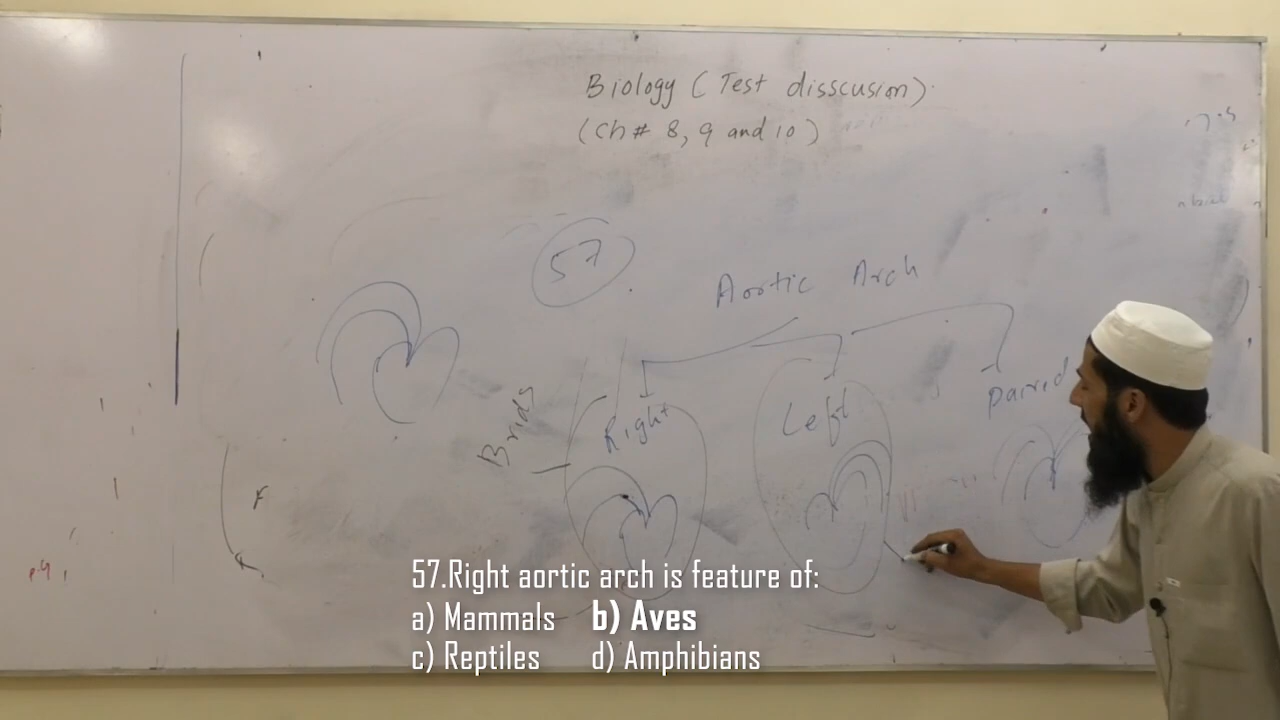 Biology (Test disscusion)
(Ch# 8, 9 and 10)
57
Aortic Arch
Right
Left
Paired
Brids
57.Right aortic arch is feature of:
a) Mammals b) Aves
c) Reptiles d) Amphibians